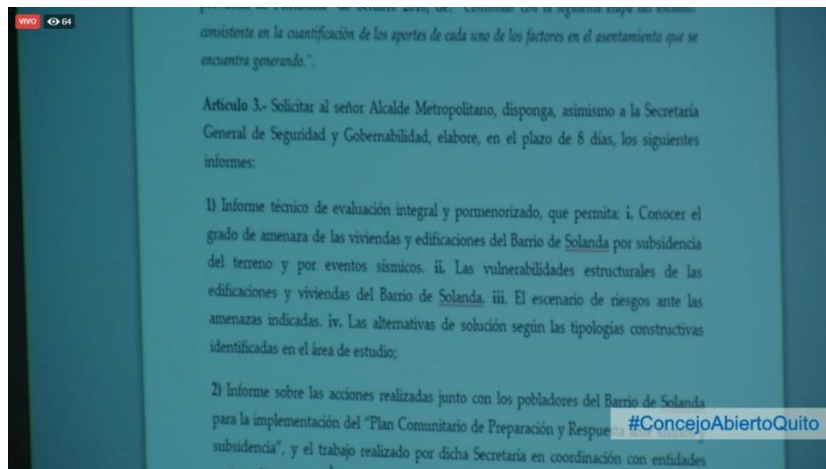 VIVO 64
consistente en la cuantificación de los aportes de cada uno de los factores en el asentamiento que se
encuentra generando.".
Artículo 3.- Solicitar al señor Alcalde Metropolitano, disponga, asimismo a la Secretaría
General de Seguridad y Gobernabilidad, elabore, en el plazo de 8 días, los siguientes
informes:
1) Informe técnico de evaluación integral y pormenorizado, que permita: i. Conocer el
grado de amenaza de las viviendas y edificaciones del Barrio de Solanda por subsidencia
del terreno y por eventos sísmicos. ii. Las vulnerabilidades estructurales de las
edificaciones y viviendas del Barrio de Solanda. iii. El escenario de riesgos ante las
amenazas indicadas. iv. Las alternativas de solución según las tipologías constructivas
identificadas en el área de estudio;
2) Informe sobre las acciones realizadas junto con los pobladores del Barrio de Solanda
para la implementación del "Plan Comunitario de Preparación y Respuesta
#ConcejoAbiertoQuito
subsidencia", y el trabajo realizado por dicha Secretaría en coordinación con entidades